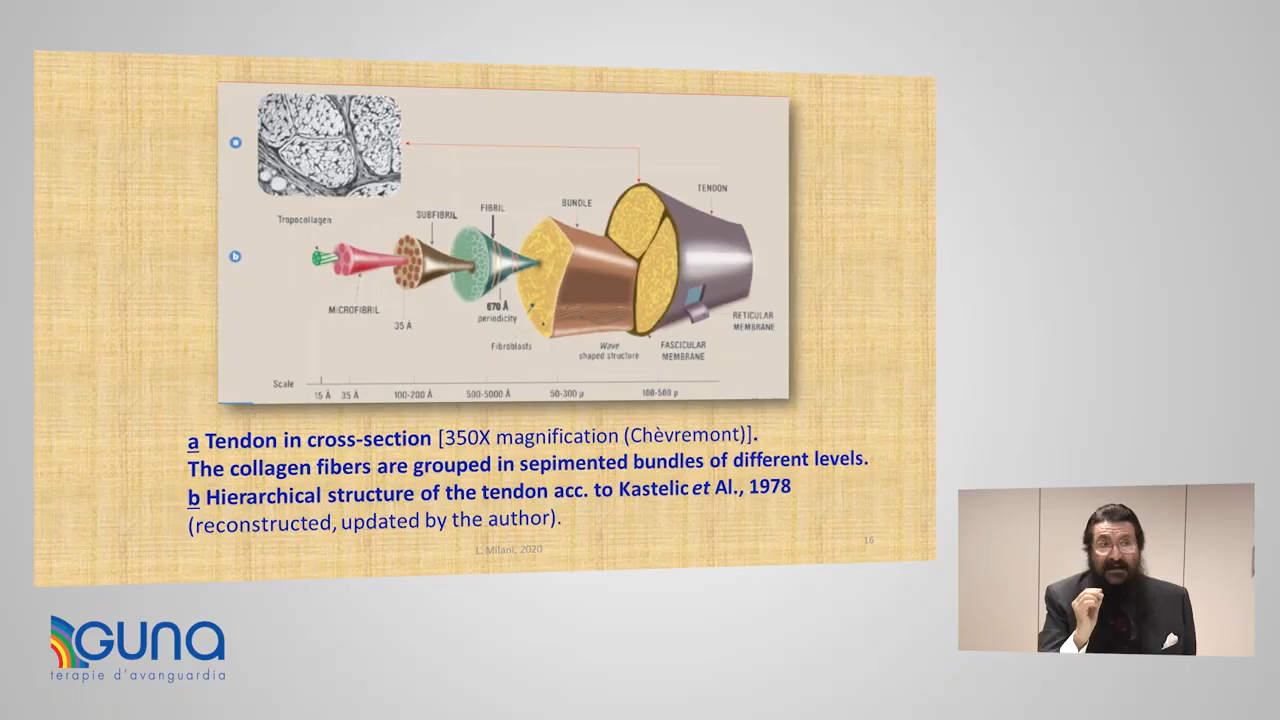 a
TENDON
BUNDLE
FIBRIL
SUBFIBRIL
Tropocollagen
b
MICROFIBRIL
35 Å
670 Å
periodicity
Fibroblasts
Wave
shaped structure
FASCICULAR
MEMBRANE
RETICULAR
MEMBRANE
Scale
15 Å 35 Å 100-200 Å 500-5000 Å 50-300 µ 100-500 µ
a Tendon in cross-section [350X magnification (Chèvremont)].
The collagen fibers are grouped in sepimented bundles of different levels.
b Hierarchical structure of the tendon acc. to Kastelic et Al., 1978
(reconstructed, updated by the author).
L. Milani, 2020
16
GUNA
terapie d'avanguardia